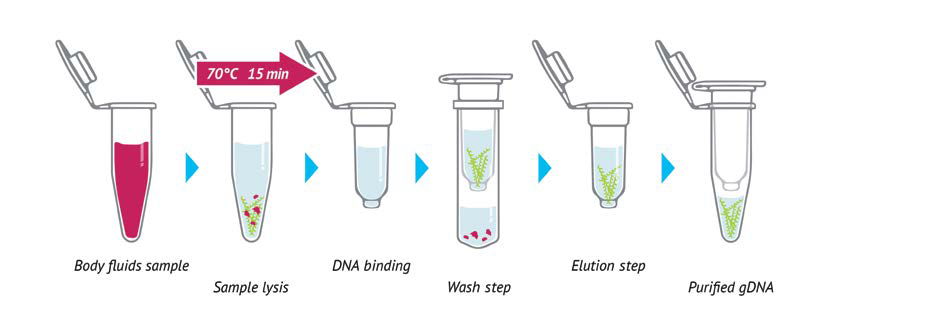 70°C 15 min
Body fluids sample
Sample lysis
DNA binding
Wash step
Elution step
Purified gDNA